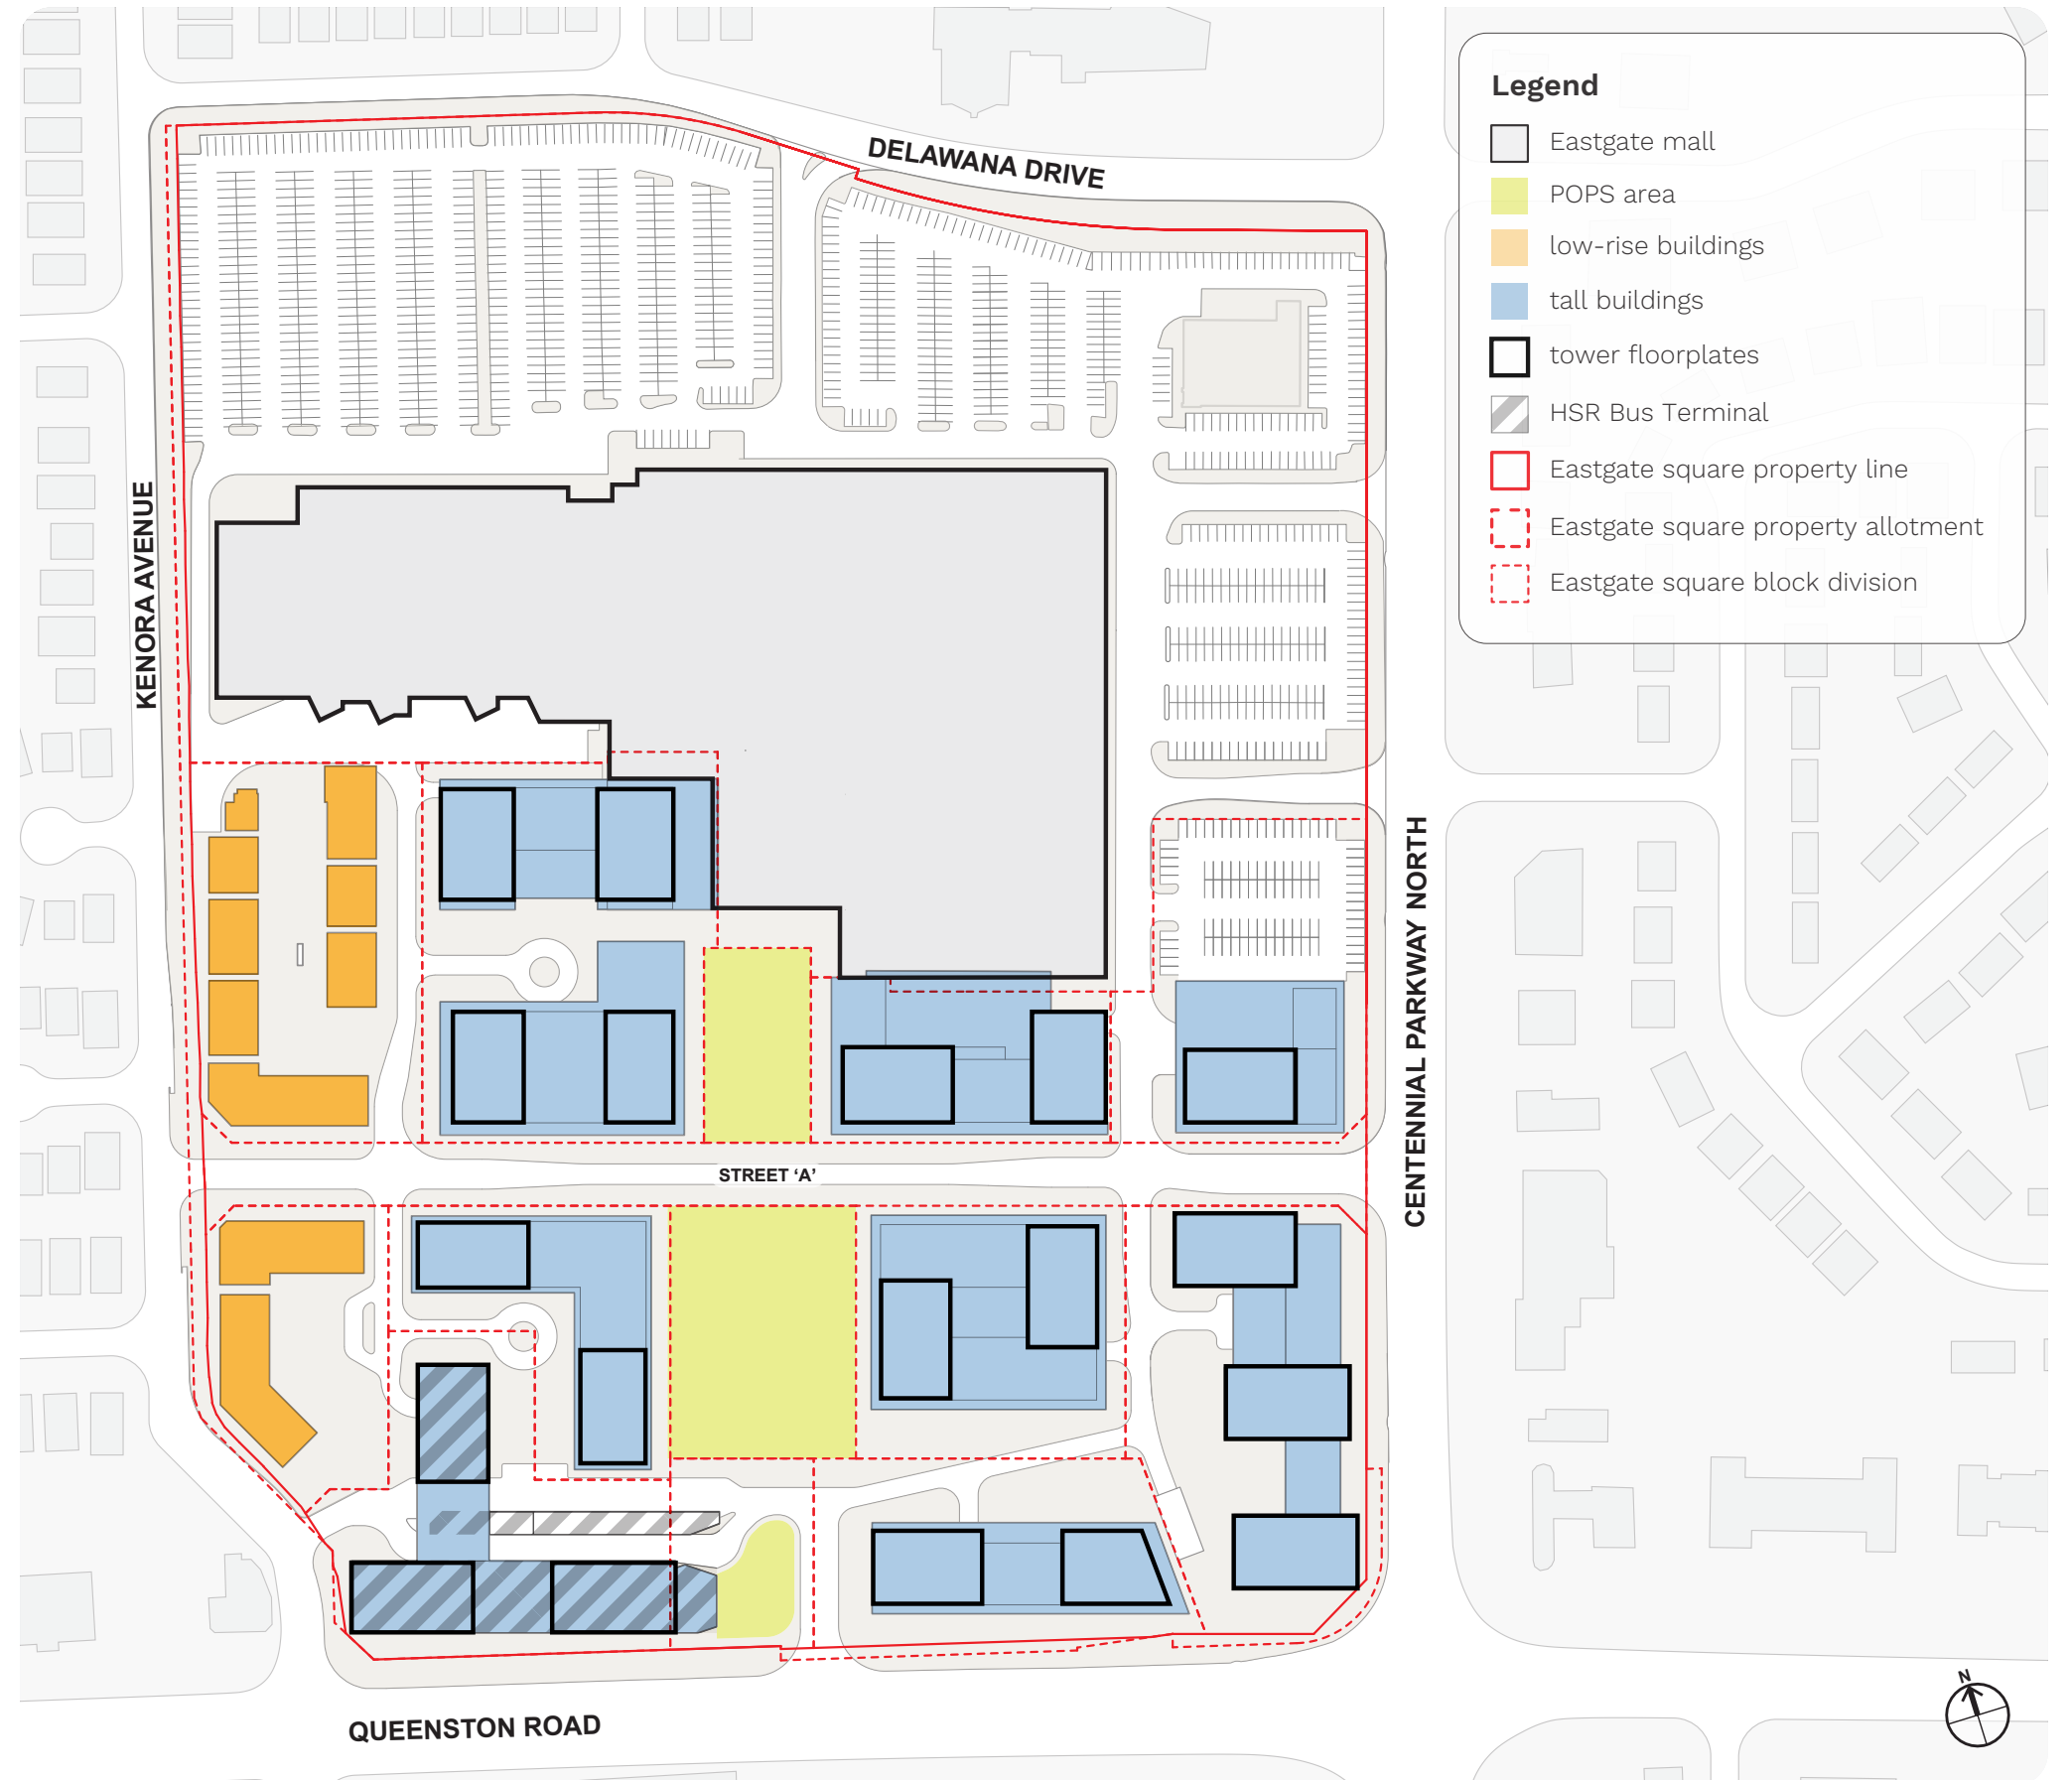 DELAWANA DRIVE
KENORA AVENUE
CENTENNIAL PARKWAY NORTH
STREET ‘A’
QUEENSTON ROAD
Legend
Eastgate mall
POPS area
low-rise buildings
tall buildings
tower floorplates
HSR Bus Terminal
Eastgate square property line
Eastgate square property allotment
Eastgate square block division
N